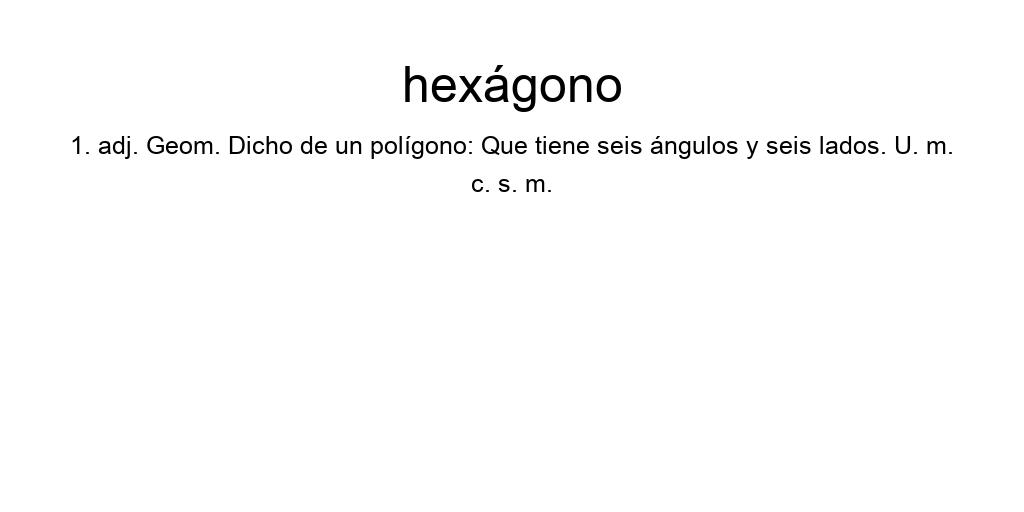 hexágono
1. adj. Geom. Dicho de un polígono: Que tiene seis ángulos y seis lados. U. m.
c. s. m.